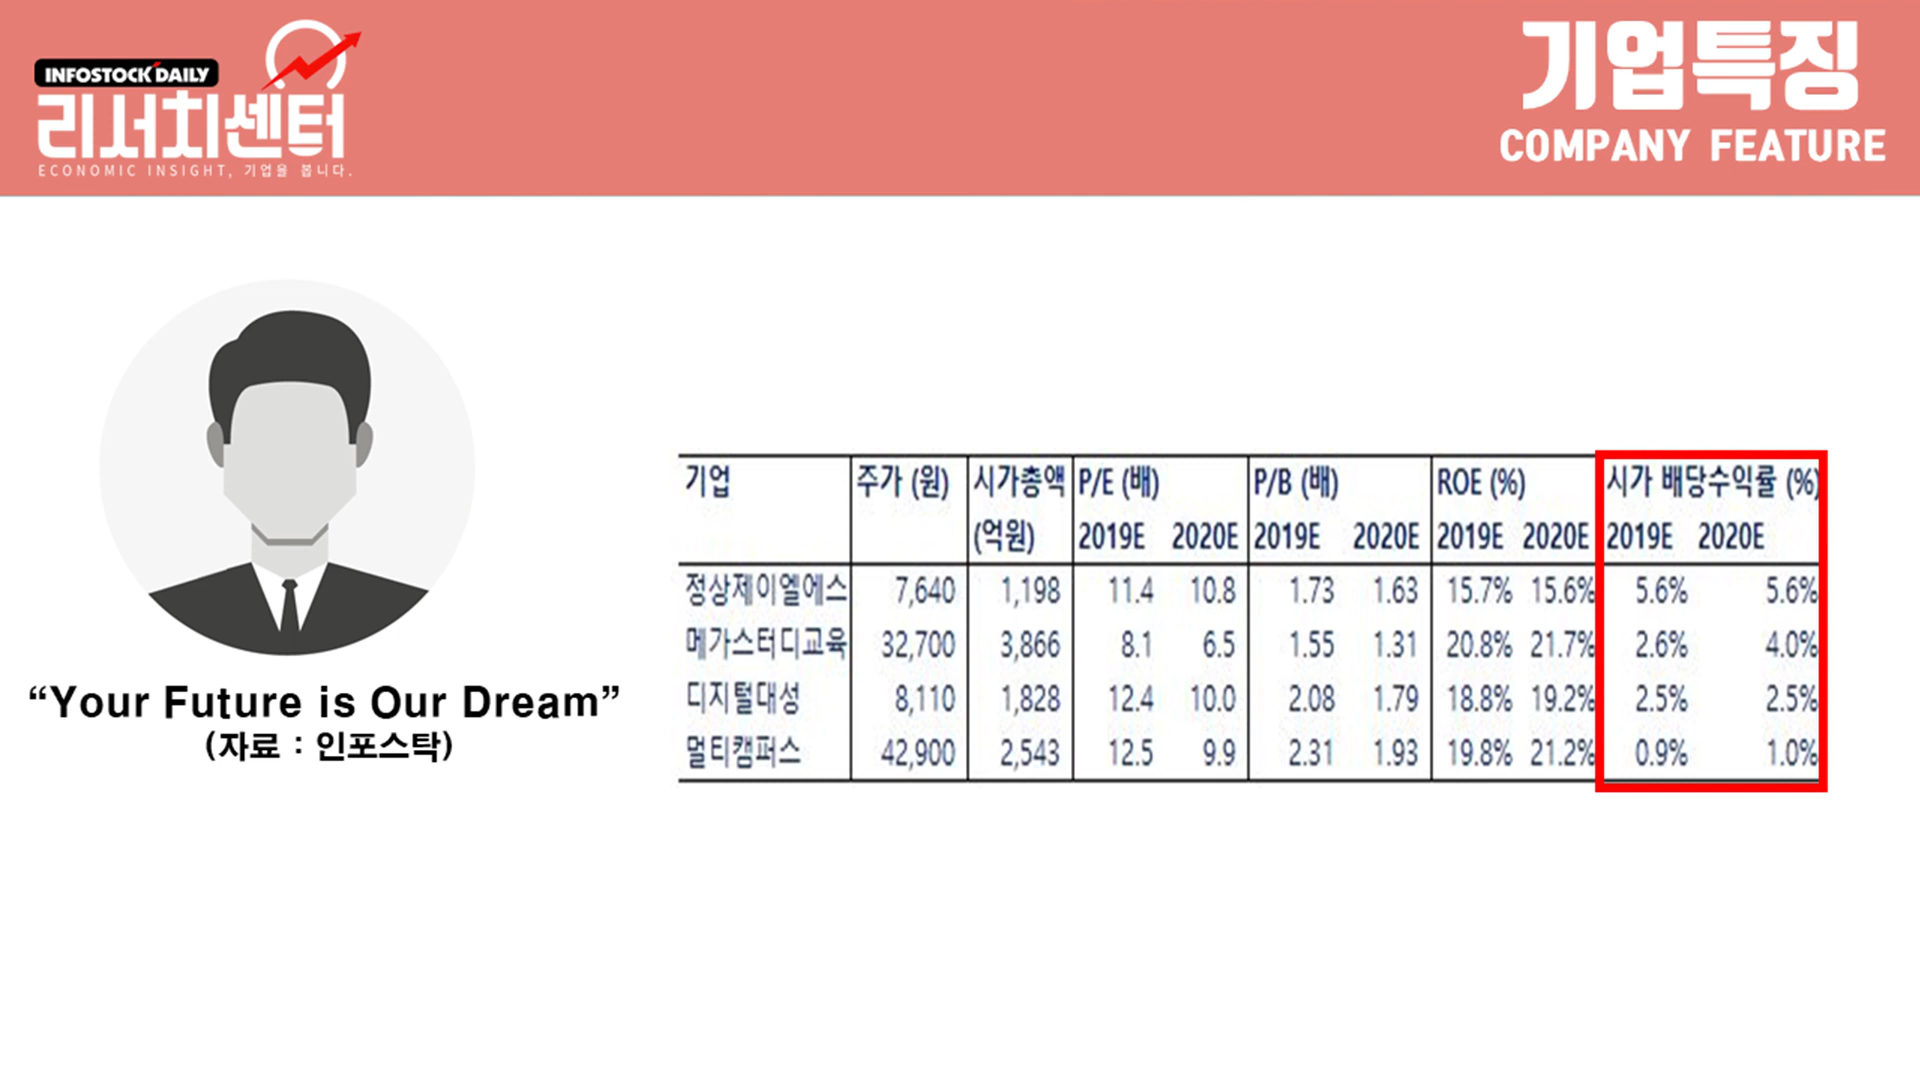 INFOSTOCK DAILY
리서치센터
ECONOMIC INSIGHT, 기업을 봅니다.
기업특징
COMPANY FEATURE
“Your Future is Our Dream”
(자료 : 인포스탁)
기업 주가 (원) 시가총액 P/E (배) P/B (배) ROE (%) 시가 배당수익률 (%)
(억원) 2019E 2020E 2019E 2020E 2019E 2020E 2019E 2020E
정상제이엘에스 7,640 1,198 11.4 10.8 1.73 1.63 15.7% 15.6% 5.6% 5.6%
메가스터디교육 32,700 3,866 8.1 6.5 1.55 1.31 20.8% 21.7% 2.6% 4.0%
디지털대성 8,110 1,828 12.4 10.0 2.08 1.79 18.8% 19.2% 2.5% 2.5%
멀티캠퍼스 42,900 2,543 12.5 9.9 2.31 1.93 19.8% 21.2% 0.9% 1.0%